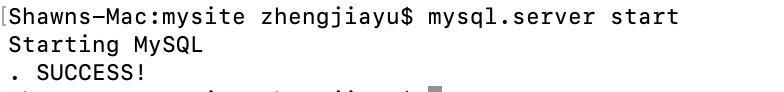 [Shawns-Mac:mysite zhengjiayu$ mysql.server start
Starting MySQL
. SUCCESS!